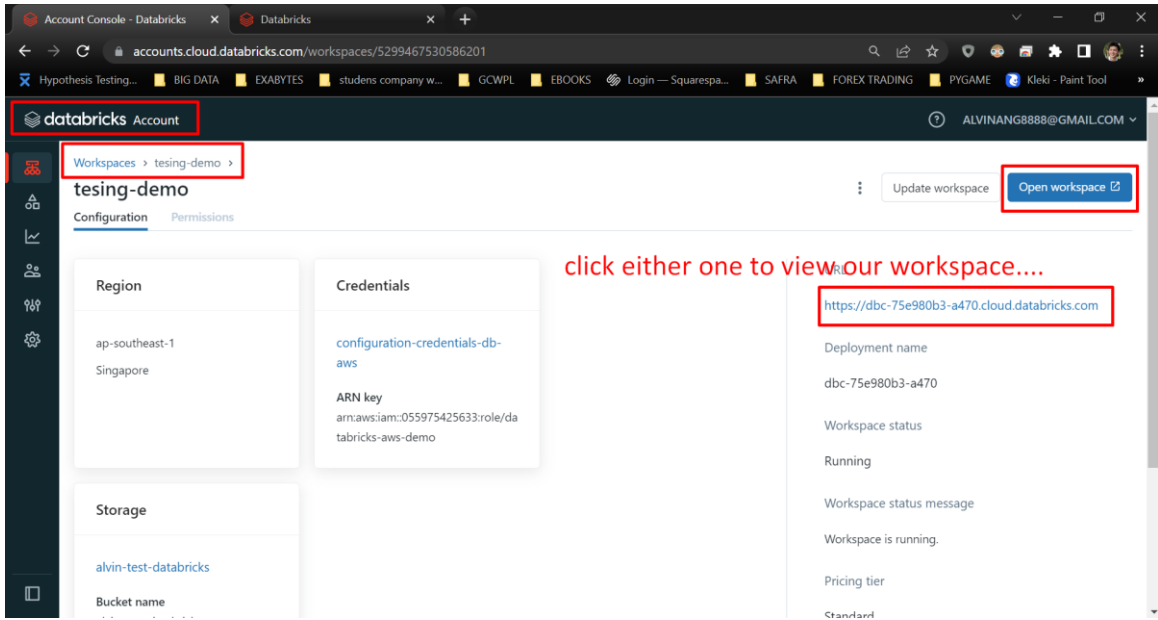 Account Console - Databricks
Databricks
accounts.cloud.databricks.com/workspaces/5299467530586201
Hypothesis Testing...
BIG DATA
EXABYTES
studens company w...
GCWPL
EBOOKS
Login — Squarespa...
SAFRA
FOREX TRADING
PYGAME
Kleki - Paint Tool
»
databricks Account
ALVINANG8888@GMAIL.COM
Workspaces > tesing-demo >
tesing-demo
Update workspace
Open workspace
Configuration
Permissions
click either one to view our workspace....
Region
ap-southeast-1
Singapore
Credentials
configuration-credentials-db-
aws
ARN key
arn:aws:iam::055975425633:role/da
tabricks-aws-demo
URL
https://dbc-75e980b3-a470.cloud.databricks.com
Deployment name
dbc-75e980b3-a470
Workspace status
Running
Workspace status message
Workspace is running.
Pricing tier
Standard
Storage
alvin-test-databricks
Bucket name